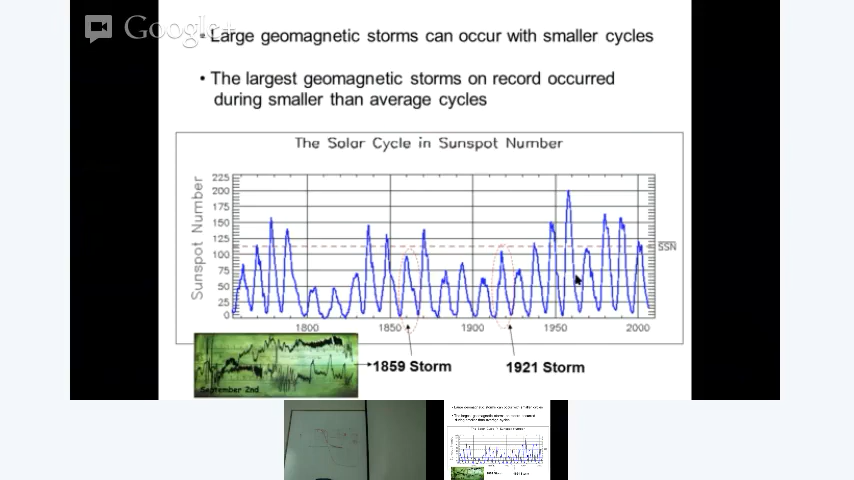 Google+
• Large geomagnetic storms can occur with smaller cycles
• The largest geomagnetic storms on record occurred
during smaller than average cycles
The Solar Cycle in Sunspot Number
Sunspot Number
225
200
175
150
125
100
75
50
25
0
SSN
1800 1850 1900 1950 2000
September 2nd
1859 Storm
1921 Storm